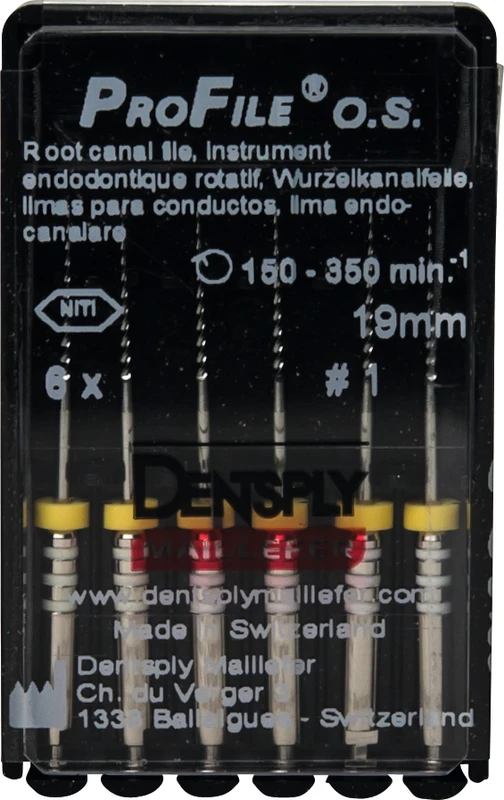 PROFILE® O.S.
Root canal file, instrument
endodontique rotatif, Wurzelkanalfeile,
limas para conductos, lima endo-
canalare
150 - 350 min.-1
NITI
19mm
6 x # 1
DENTSPLY
MAILLEFER
www.dentsplymaillefer.com
Made in Switzerland
Dentsply Maillefer
Ch. du Verger 3
1338 Ballaigues - Switzerland